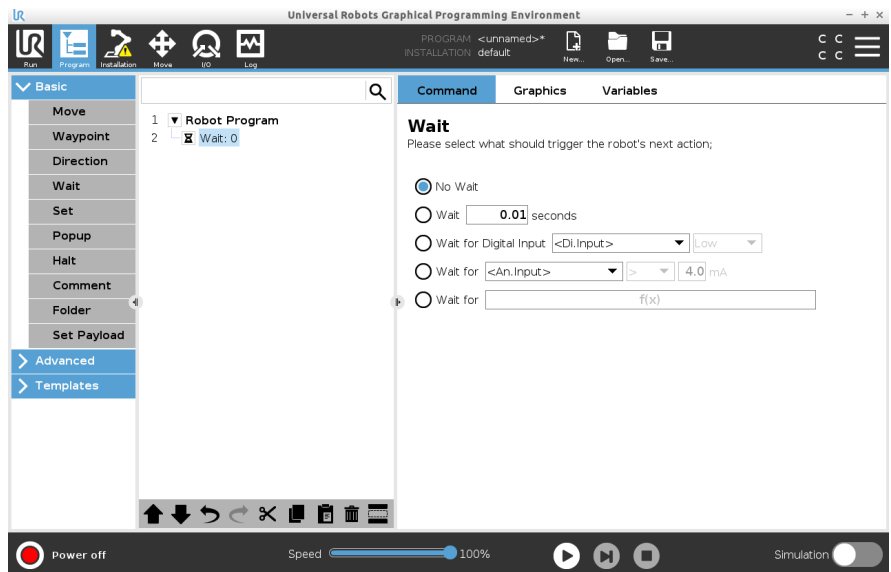 Universal Robots Graphical Programming Environment
UR
Run
Program
Installation
Move
I/O
Log
PROGRAM <unnamed>*
INSTALLATION default
New...
Open...
Save...
C C
C C
Basic
Move
Waypoint
Direction
Wait
Set
Popup
Halt
Comment
Folder
Set Payload
Advanced
Templates
1 Robot Program
2 Wait: 0
Command Graphics Variables
Wait
Please select what should trigger the robot's next action;
No Wait
Wait 0.01 seconds
Wait for Digital Input <Di.Input> Low
Wait for <An.Input> > 4.0 mA
Wait for f(x)
Power off
Speed 100%
Simulation